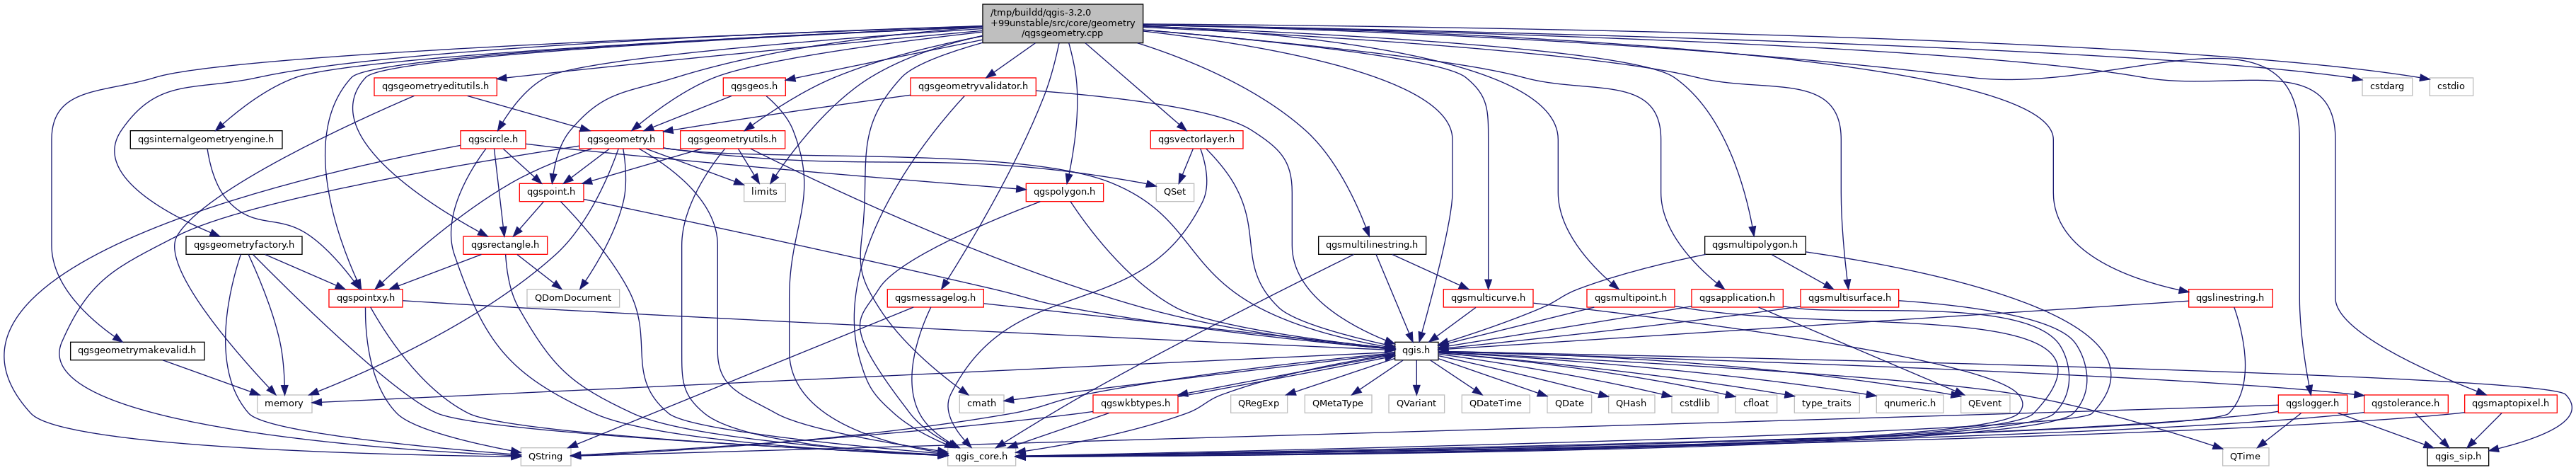 /tmp/buildd/qgis-3.2.0
+99unstable/src/core/geometry
/qgsgeometry.cpp
qgsgeometryeditutils.h
qgsgeos.h
qgsgeometryvalidator.h
cstdarg
cstdio
qgsinternalgeometryengine.h
qgscircle.h
qgsgeometry.h
qgsgeometryutils.h
qgsvectorlayer.h
qgspoint.h
limits
qgspolygon.h
QSet
qgsgeometryfactory.h
qgsrectangle.h
qgsmultilinestring.h
qgsmultipolygon.h
qgspointxy.h
QDomDocument
qgsmessagelog.h
qgsmulticurve.h
qgsmultipoint.h
qgsapplication.h
qgsmultisurface.h
qgslinestring.h
qgsgeometrymakevalid.h
qgis.h
memory
cmath
qgswkbtypes.h
QRegExp
QMetaType
QVariant
QDateTime
QDate
QHash
cstdlib
cfloat
type_traits
qnumeric.h
QEvent
qgslogger.h
qgstolerance.h
qgsmaptopixel.h
QString
qgis_core.h
QTime
qgis_sip.h